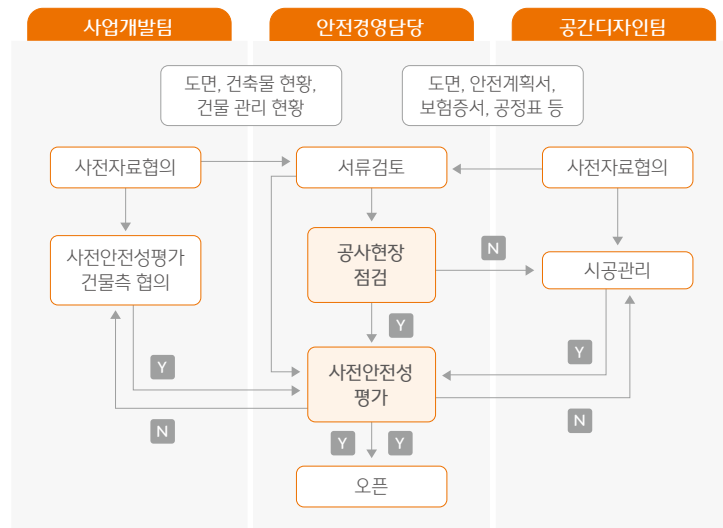 사업개발팀
안전경영담당
공간디자인팀
도면, 건축물 현황,
건물 관리 현황
도면, 안전계획서,
보험증서, 공정표 등
사전자료협의
서류검토
사전자료협의
사전안전성평가
건물측 협의
공사현장
점검
N
시공관리
Y
Y
사전안전성
평가
Y
N
N
Y
Y
오픈